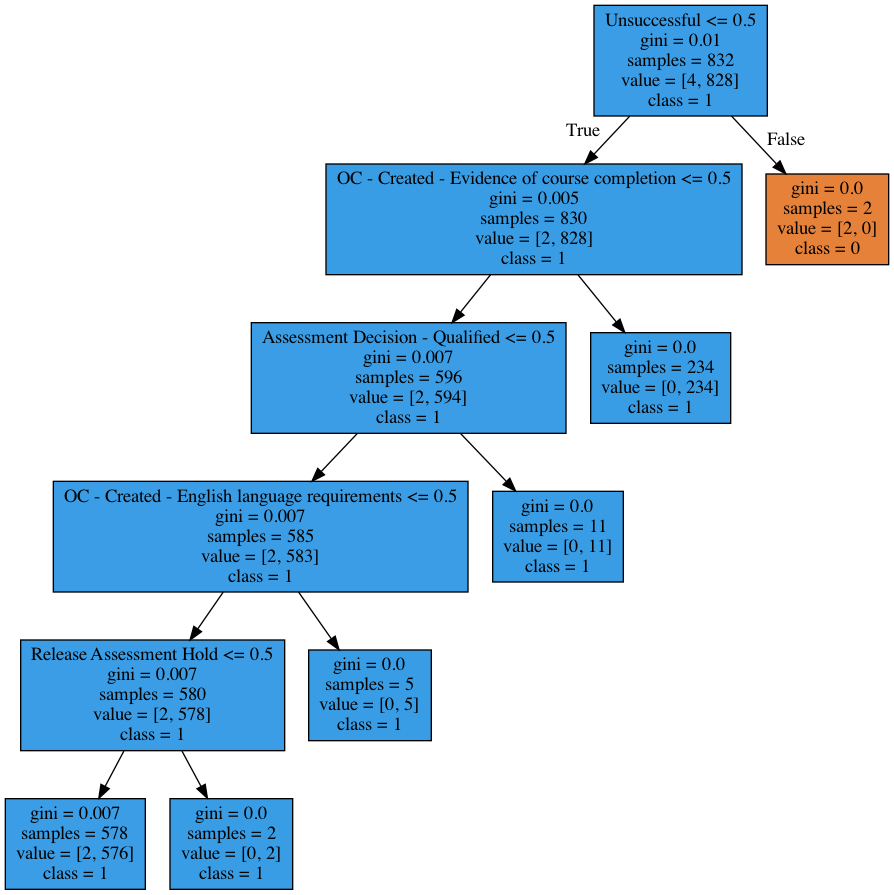 Unsuccessful <= 0.5
gini = 0.01
samples = 832
value = [4, 828]
class = 1
True
False
OC - Created - Evidence of course completion <= 0.5
gini = 0.005
samples = 830
value = [2, 828]
class = 1
gini = 0.0
samples = 2
value = [2, 0]
class = 0
Assessment Decision - Qualified <= 0.5
gini = 0.007
samples = 596
value = [2, 594]
class = 1
gini = 0.0
samples = 234
value = [0, 234]
class = 1
OC - Created - English language requirements <= 0.5
gini = 0.007
samples = 585
value = [2, 583]
class = 1
gini = 0.0
samples = 11
value = [0, 11]
class = 1
Release Assessment Hold <= 0.5
gini = 0.007
samples = 580
value = [2, 578]
class = 1
gini = 0.0
samples = 5
value = [0, 5]
class = 1
gini = 0.007
samples = 578
value = [2, 576]
class = 1
gini = 0.0
samples = 2
value = [0, 2]
class = 1